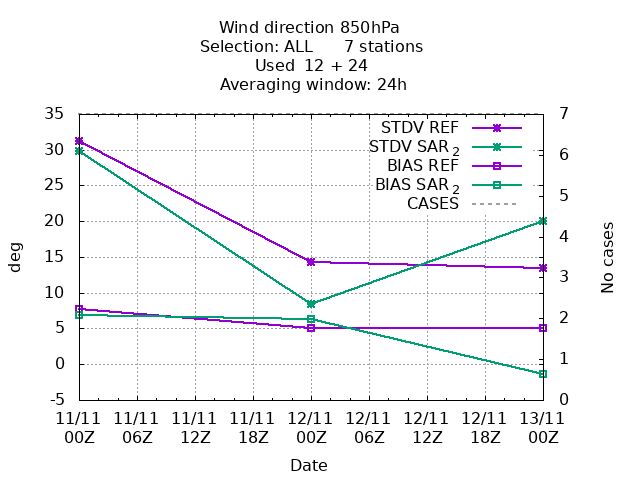 Wind direction 850hPa
Selection: ALL      7 stations
Used  12 + 24
Averaging window: 24h
STDV REF
STDV SAR 2
BIAS REF
BIAS SAR 2
CASES
deg
35
30
25
20
15
10
5
0
-5
No cases
7
6
5
4
3
2
1
0
11/11 11/11 11/11 11/11 12/11 12/11 12/11 12/11 13/11
00Z 06Z 12Z 18Z 00Z 06Z 12Z 18Z 00Z
Date